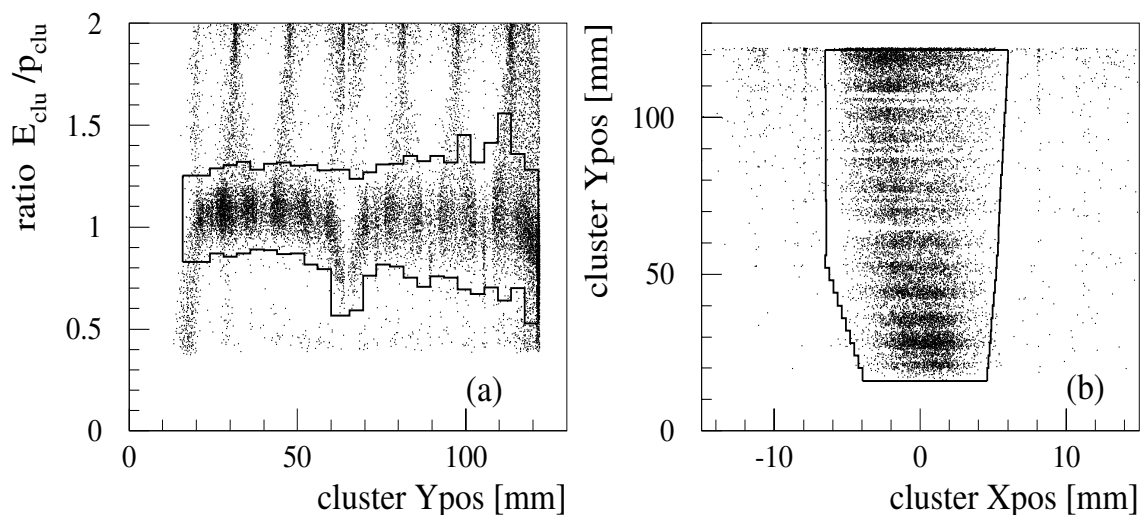 ratio E_clu /p_clu
2
1.5
1
0.5
0
0 50 100
cluster Ypos [mm]
(a)
cluster Ypos [mm]
100
50
0
-10 0 10
cluster Xpos [mm]
(b)